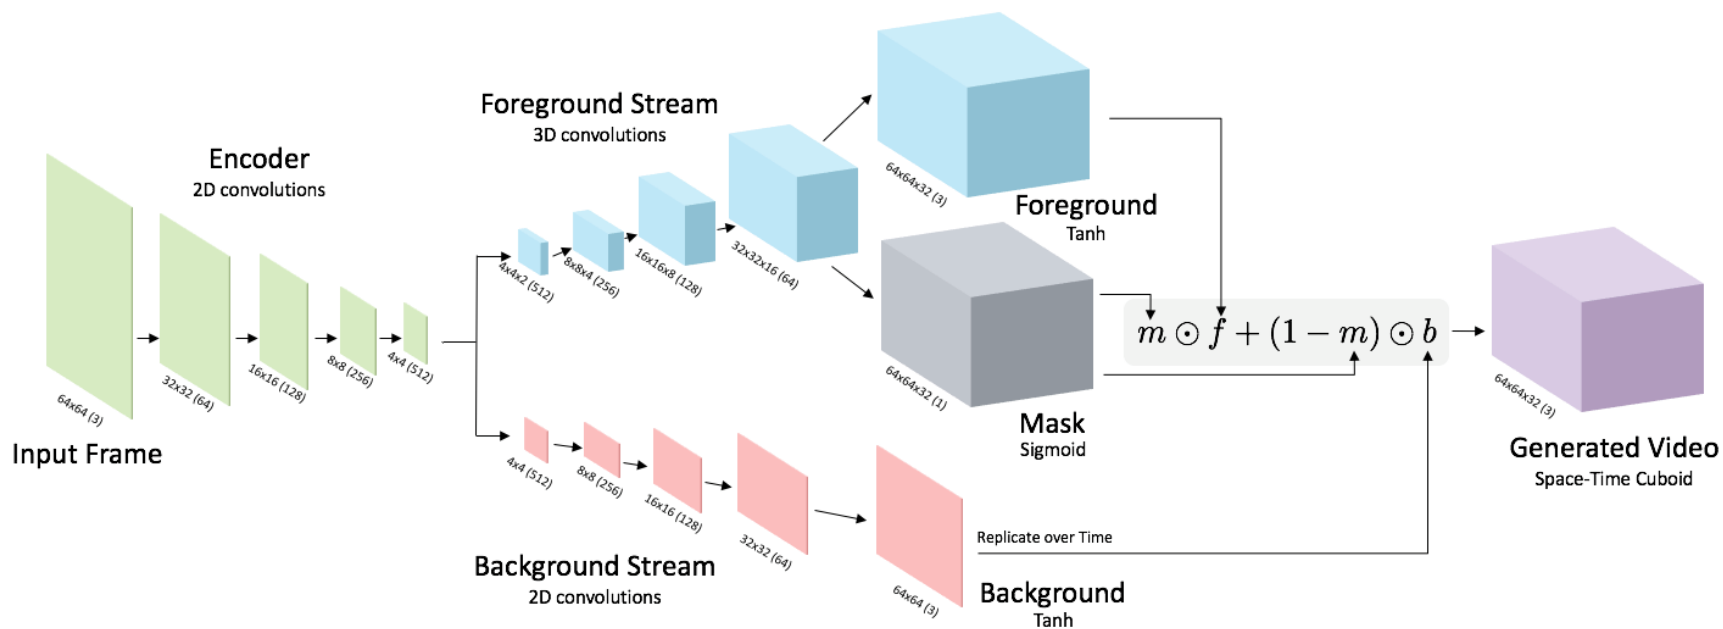 Encoder
2D convolutions
64x64 (3)
32x32 (64)
16x16 (128)
8x8 (256)
4x4 (512)
Input Frame
Foreground Stream
3D convolutions
4x4x2 (512)
8x8x4 (256)
16x16x8 (128)
32x32x16 (64)
64x64x32 (3)
Foreground
Tanh
64x64x32 (1)
Mask
Sigmoid
Background Stream
2D convolutions
4x4 (512)
8x8 (256)
16x16 (128)
32x32 (64)
64x64 (3)
Background
Tanh
Replicate over Time
m ⊙ f + (1 − m) ⊙ b
64x64x32 (3)
Generated Video
Space-Time Cuboid